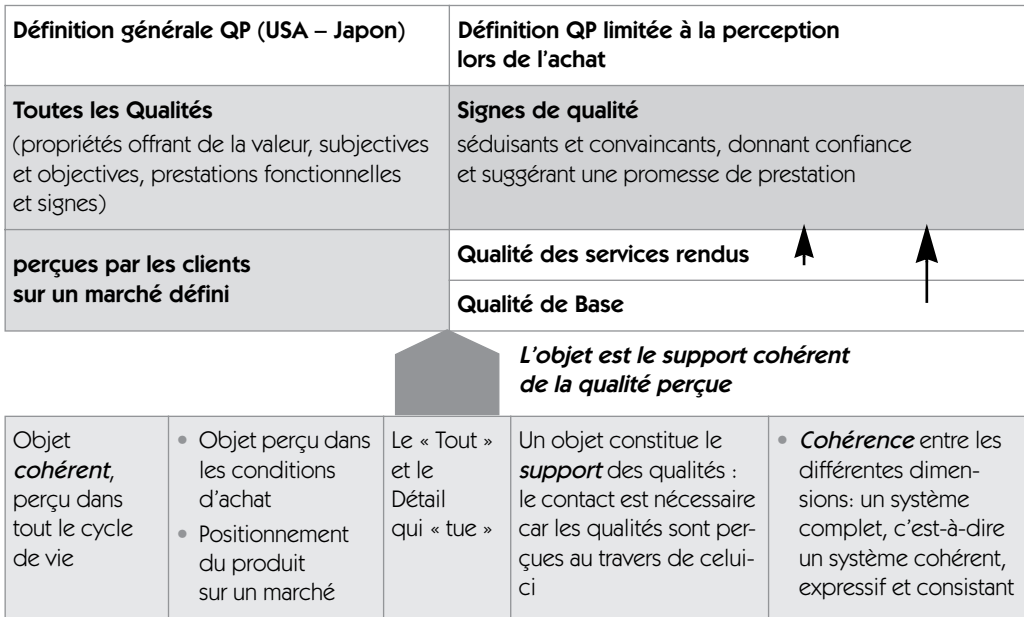 Définition générale QP (USA – Japon)
Définition QP limitée à la perception
lors de l'achat
Toutes les Qualités
(propriétés offrant de la valeur, subjectives
et objectives, prestations fonctionnelles
et signes)
Signes de qualité
séduisants et convaincants, donnant confiance
et suggérant une promesse de prestation
perçues par les clients
sur un marché défini
Qualité des services rendus
Qualité de Base
L'objet est le support cohérent
de la qualité perçue
Objet
cohérent,
perçu dans
tout le cycle
de vie
• Objet perçu dans
les conditions
d'achat
• Positionnement
du produit
sur un marché
Le « Tout »
et le
Détail
qui « tue »
Un objet constitue le
support des qualités :
le contact est nécessaire
car les qualités sont per-
çues au travers de celui-
ci
• Cohérence entre les
différentes dimen-
sions: un système
complet, c'est-à-dire
un système cohérent,
expressif et consistant